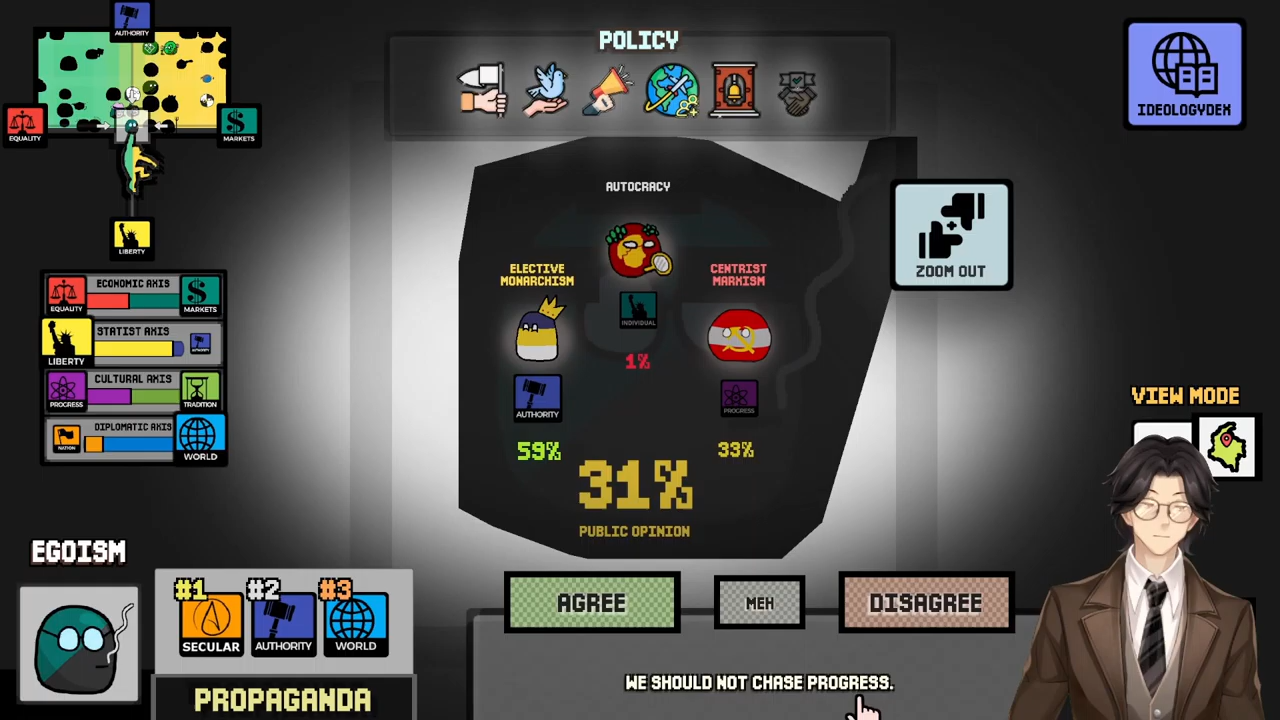 POLICY
AUTHORITY
EQUALITY
MARKETS
LIBERTY
IDEOLOGYDEX
AUTOCRACY
ELECTIVE
MONARCHISM
CENTRIST
MARXISM
INDIVIDUAL
1%
AUTHORITY
PROGRESS
59%
33%
31%
PUBLIC OPINION
ZOOM OUT
ECONOMIC AXIS
EQUALITY
MARKETS
STATIST AXIS
LIBERTY
AUTHORITY
CULTURAL AXIS
PROGRESS
TRADITION
DIPLOMATIC AXIS
NATION
WORLD
VIEW MODE
EGOISM
#1 #2 #3
SECULAR AUTHORITY WORLD
PROPAGANDA
AGREE MEH DISAGREE
WE SHOULD NOT CHASE PROGRESS.